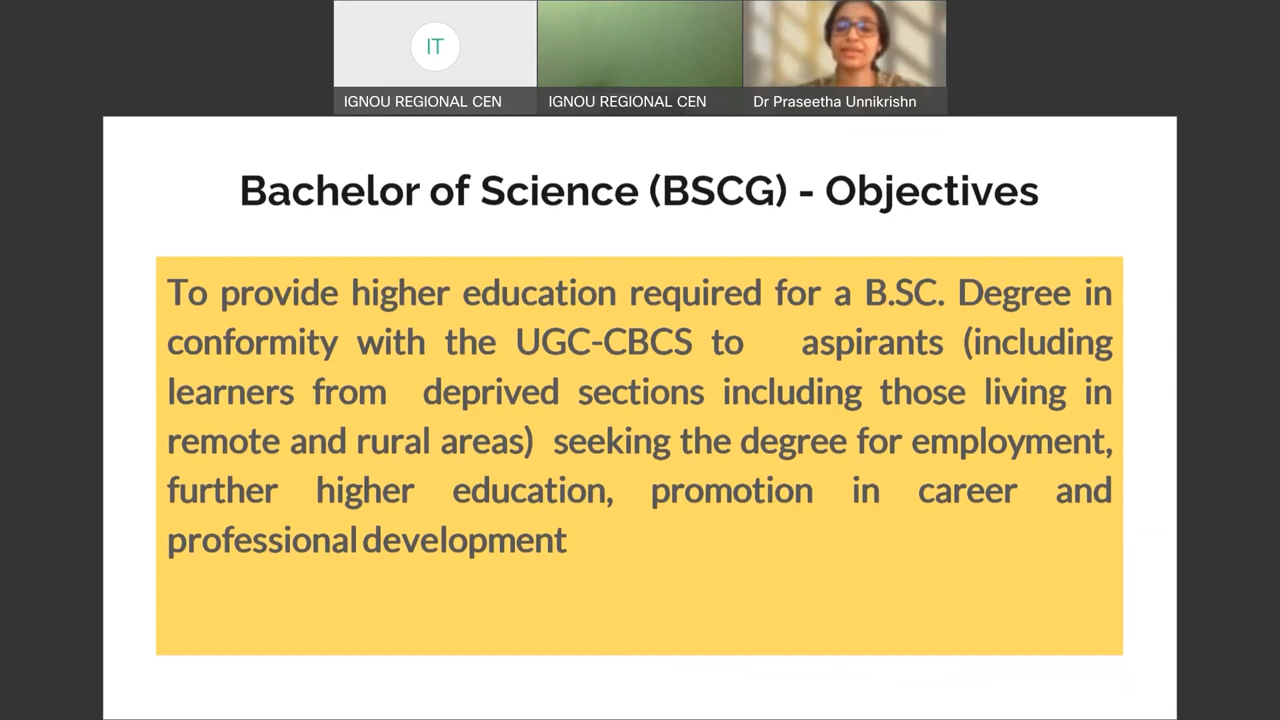 IT
IGNOU REGIONAL CEN
IGNOU REGIONAL CEN
Dr Praseetha Unnikrishn
Bachelor of Science (BSCG) - Objectives
To provide higher education required for a B.SC. Degree in
conformity with the UGC-CBCS to aspirants (including
learners from deprived sections including those living in
remote and rural areas) seeking the degree for employment,
further higher education, promotion in career and
professional development